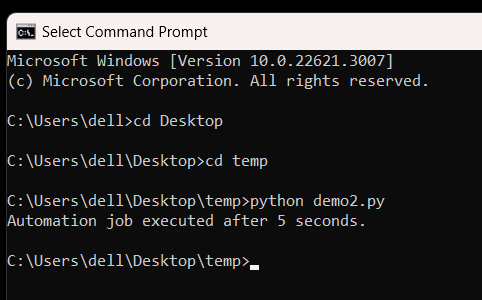 Select Command Prompt
Microsoft Windows [Version 10.0.22621.3007]
(c) Microsoft Corporation. All rights reserved.
C:\Users\dell>cd Desktop
C:\Users\dell\Desktop>cd temp
C:\Users\dell\Desktop\temp>python demo2.py
Automation job executed after 5 seconds.
C:\Users\dell\Desktop\temp>